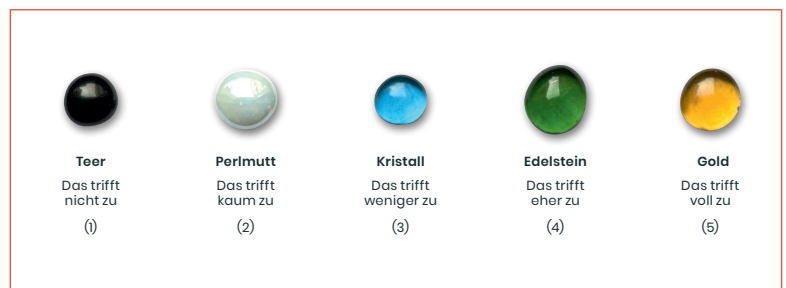 Teer
Das trifft
nicht zu
(1)
Perlmutt
Das trifft
kaum zu
(2)
Kristall
Das trifft
weniger zu
(3)
Edelstein
Das trifft
eher zu
(4)
Gold
Das trifft
voll zu
(5)